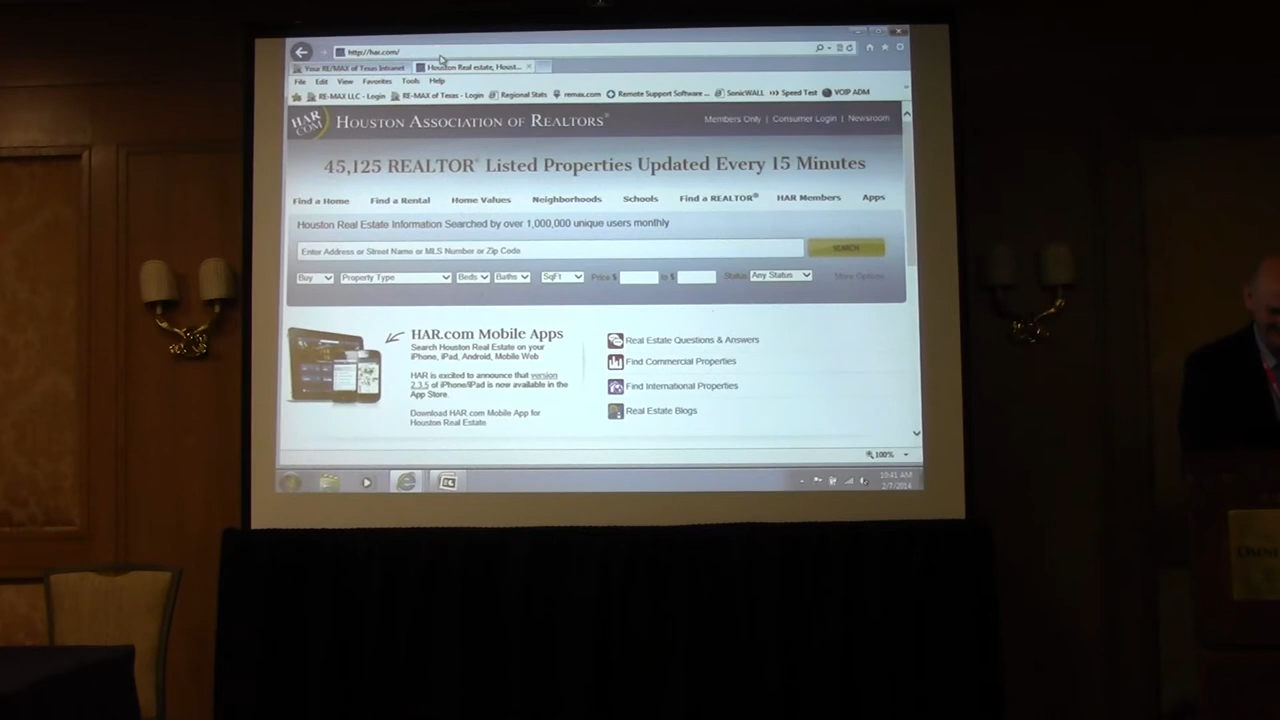 http://har.com/
Your RE/MAX of Texas Intranet
Houston Real estate, Houst...
File Edit View Favorites Tools Help
RE-MAX LLC - Login RE-MAX of Texas - Login Regional Stats remax.com Remote Support Software ... SonicWALL Speed Test VOIP ADM
HAR COM HOUSTON ASSOCIATION OF REALTORS®
Members Only | Consumer Login | Newsroom
45,125 REALTOR® Listed Properties Updated Every 15 Minutes
Find a Home Find a Rental Home Values Neighborhoods Schools Find a REALTOR® HAR Members Apps
Houston Real Estate Information Searched by over 1,000,000 unique users monthly
Enter Address or Street Name or MLS Number or Zip Code SEARCH
Buy Property Type Beds Baths SqFt Price $ to $ Status Any Status More Options
HAR.com Mobile Apps
Search Houston Real Estate on your
iPhone, iPad, Android, Mobile Web
HAR is excited to announce that version
2.3.5 of iPhone/iPad is now available in the
App Store.
Download HAR.com Mobile App for
Houston Real Estate
Real Estate Questions & Answers
Find Commercial Properties
Find International Properties
Real Estate Blogs
100%
10:41 AM
2/7/2014